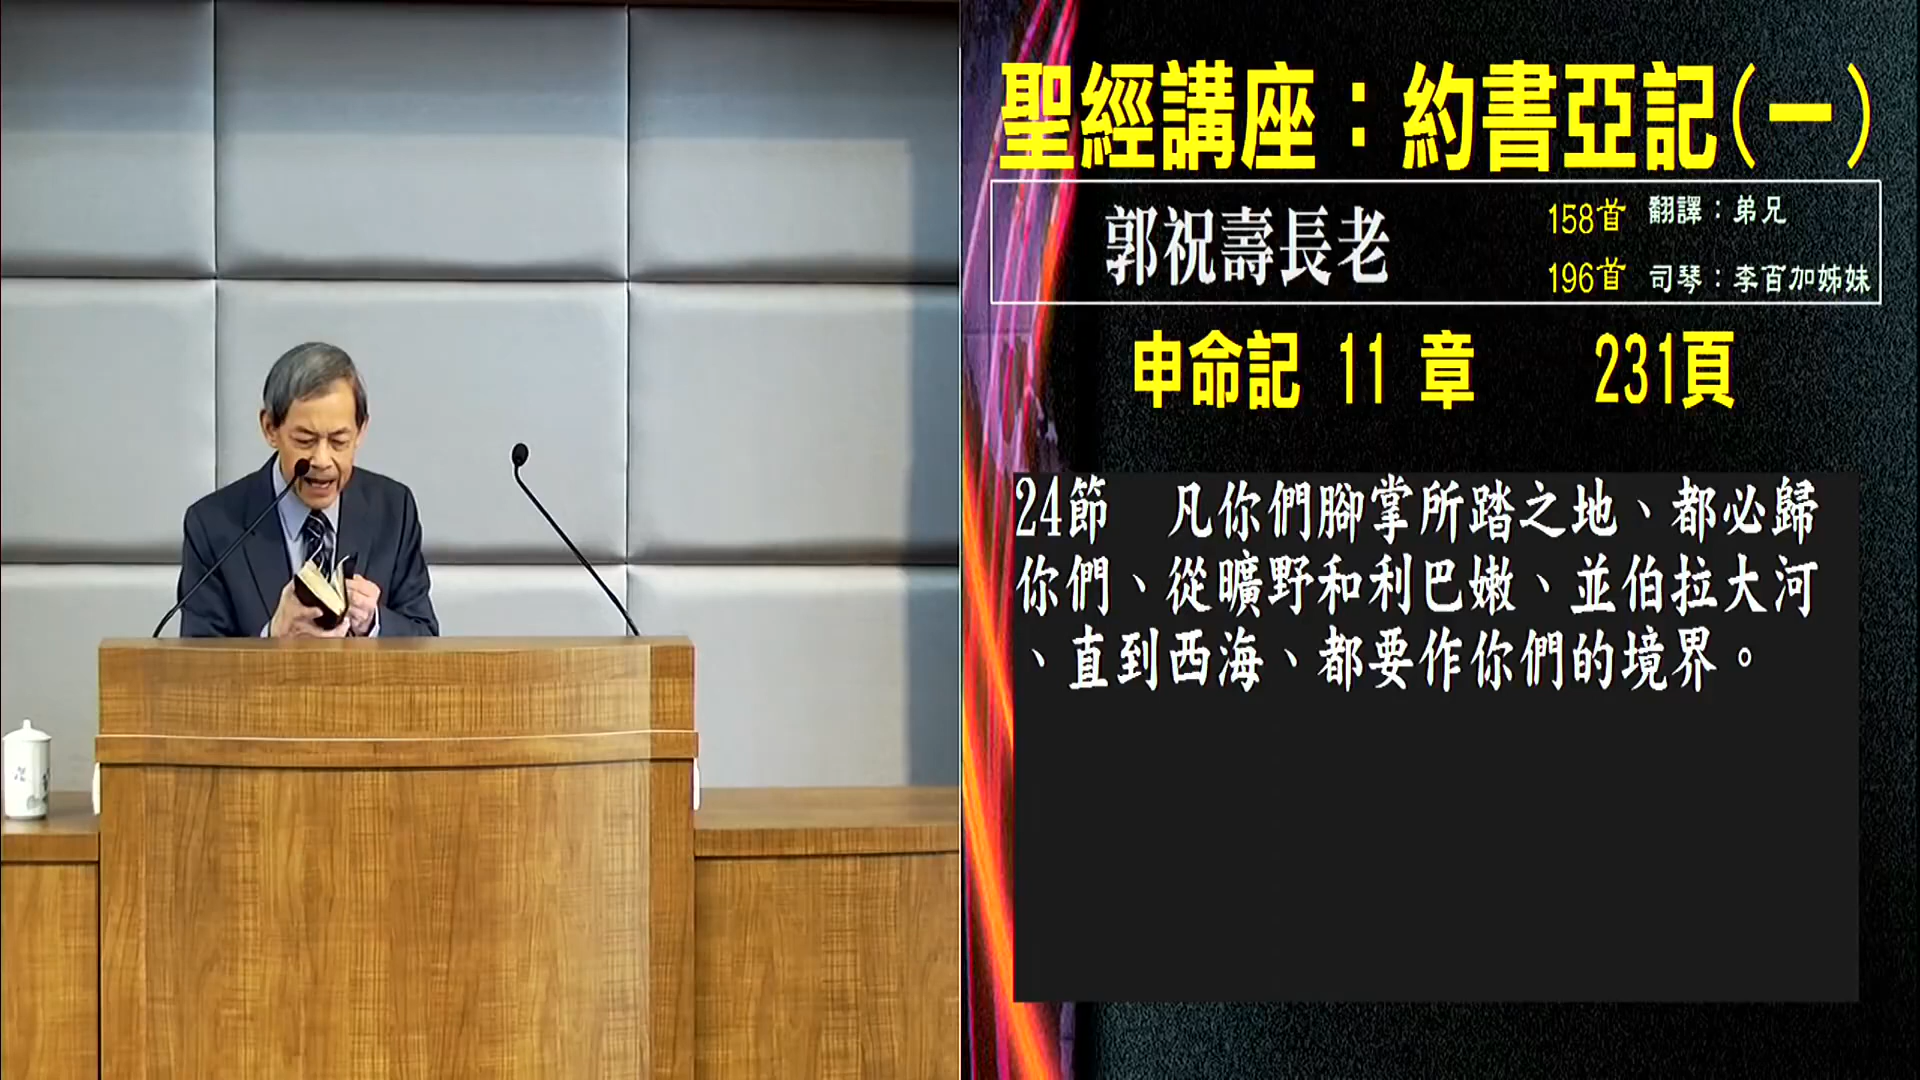 聖經講座：約書亞記(一)
郭祝壽長老
158首 翻譯：弟兄
196首 司琴：李百加姊妹
申命記 11 章 231頁
24節 凡你們腳掌所踏之地、都必歸
你們、從曠野和利巴嫩、並伯拉大河
、直到西海、都要作你們的境界。